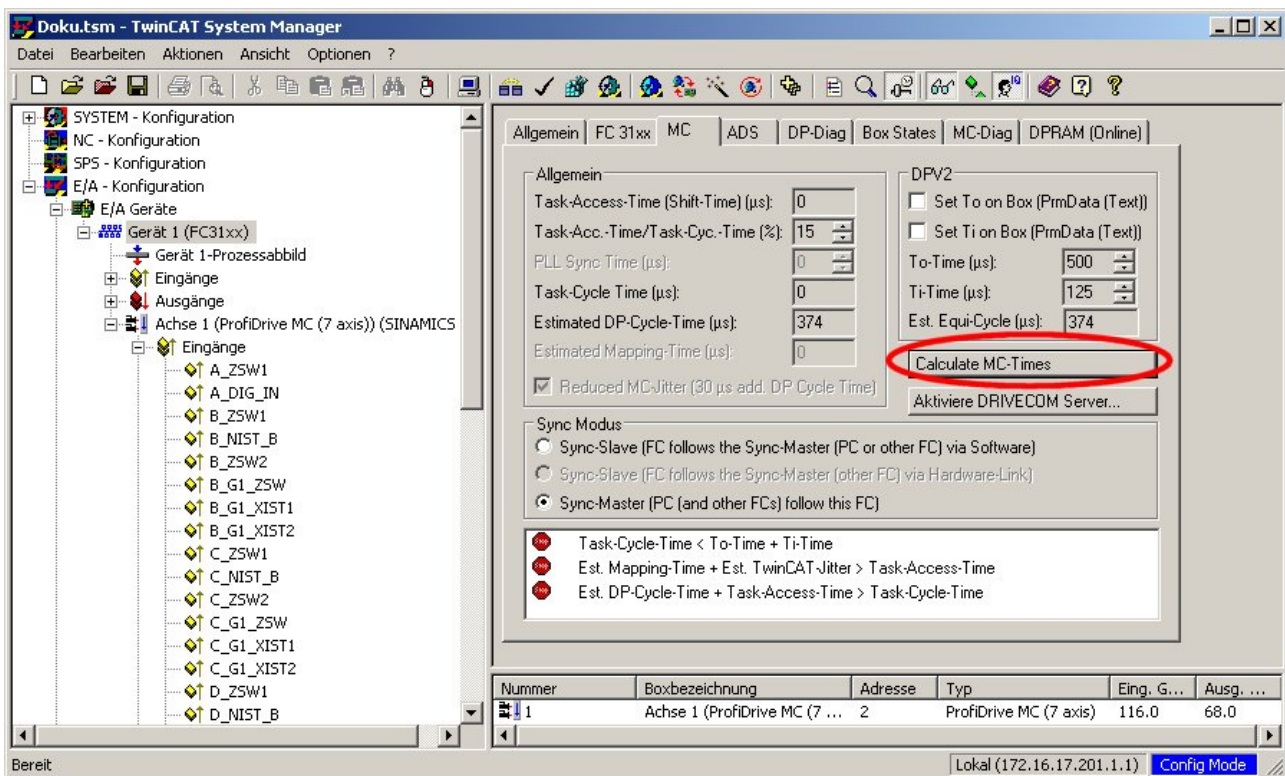 Doku.tsm - TwinCAT System Manager
Datei Bearbeiten Aktionen Ansicht Optionen ?
SYSTEM - Konfiguration
NC - Konfiguration
SPS - Konfiguration
E/A - Konfiguration
E/A Geräte
Gerät 1 (FC31xx)
Gerät 1-Prozessabbild
Eingänge
Ausgänge
Achse 1 (ProfiDrive MC (7 axis)) (SINAMICS
Eingänge
A_ZSW1
A_DIG_IN
B_ZSW1
B_NIST_B
B_ZSW2
B_G1_ZSW
B_G1_XIST1
B_G1_XIST2
C_ZSW1
C_NIST_B
C_ZSW2
C_G1_ZSW
C_G1_XIST1
C_G1_XIST2
D_ZSW1
D_NIST_B
Allgemein FC 31xx MC ADS DP-Diag Box States MC-Diag DPRAM (Online)
Allgemein
Task-Access-Time (Shift-Time) (µs): 0
Task-Acc.-Time/Task-Cyc.-Time (%): 15
PLL Sync Time (µs): 0
Task-Cycle Time (µs): 0
Estimated DP-Cycle-Time (µs): 374
Estimated Mapping-Time (µs): 0
Reduced MC-Jitter (30 µs add. DP Cycle Time)
DPV2
Set To on Box (PrmData (Text))
Set Ti on Box (PrmData (Text))
To-Time (µs): 500
Ti-Time (µs): 125
Est. Equi-Cycle (µs): 374
Calculate MC-Times
Aktiviere DRIVECOM Server...
Sync Modus
Sync-Slave (FC follows the Sync-Master (PC or other FC) via Software)
Sync-Slave (FC follows the Sync-Master (other FC) via Hardware-Link)
Sync-Master (PC (and other FCs) follow this FC)
Task-Cycle-Time < To-Time + Ti-Time
Est. Mapping-Time + Est. TwinCAT-Jitter > Task-Access-Time
Est. DP-Cycle-Time + Task-Access-Time > Task-Cycle-Time
Nummer Boxbezeichnung Adresse Typ Eing. G... Ausg. ...
1 Achse 1 (ProfiDrive MC (7 ... 2 ProfiDrive MC (7 axis) 116.0 68.0
Bereit Lokal (172.16.17.201.1.1) Config Mode